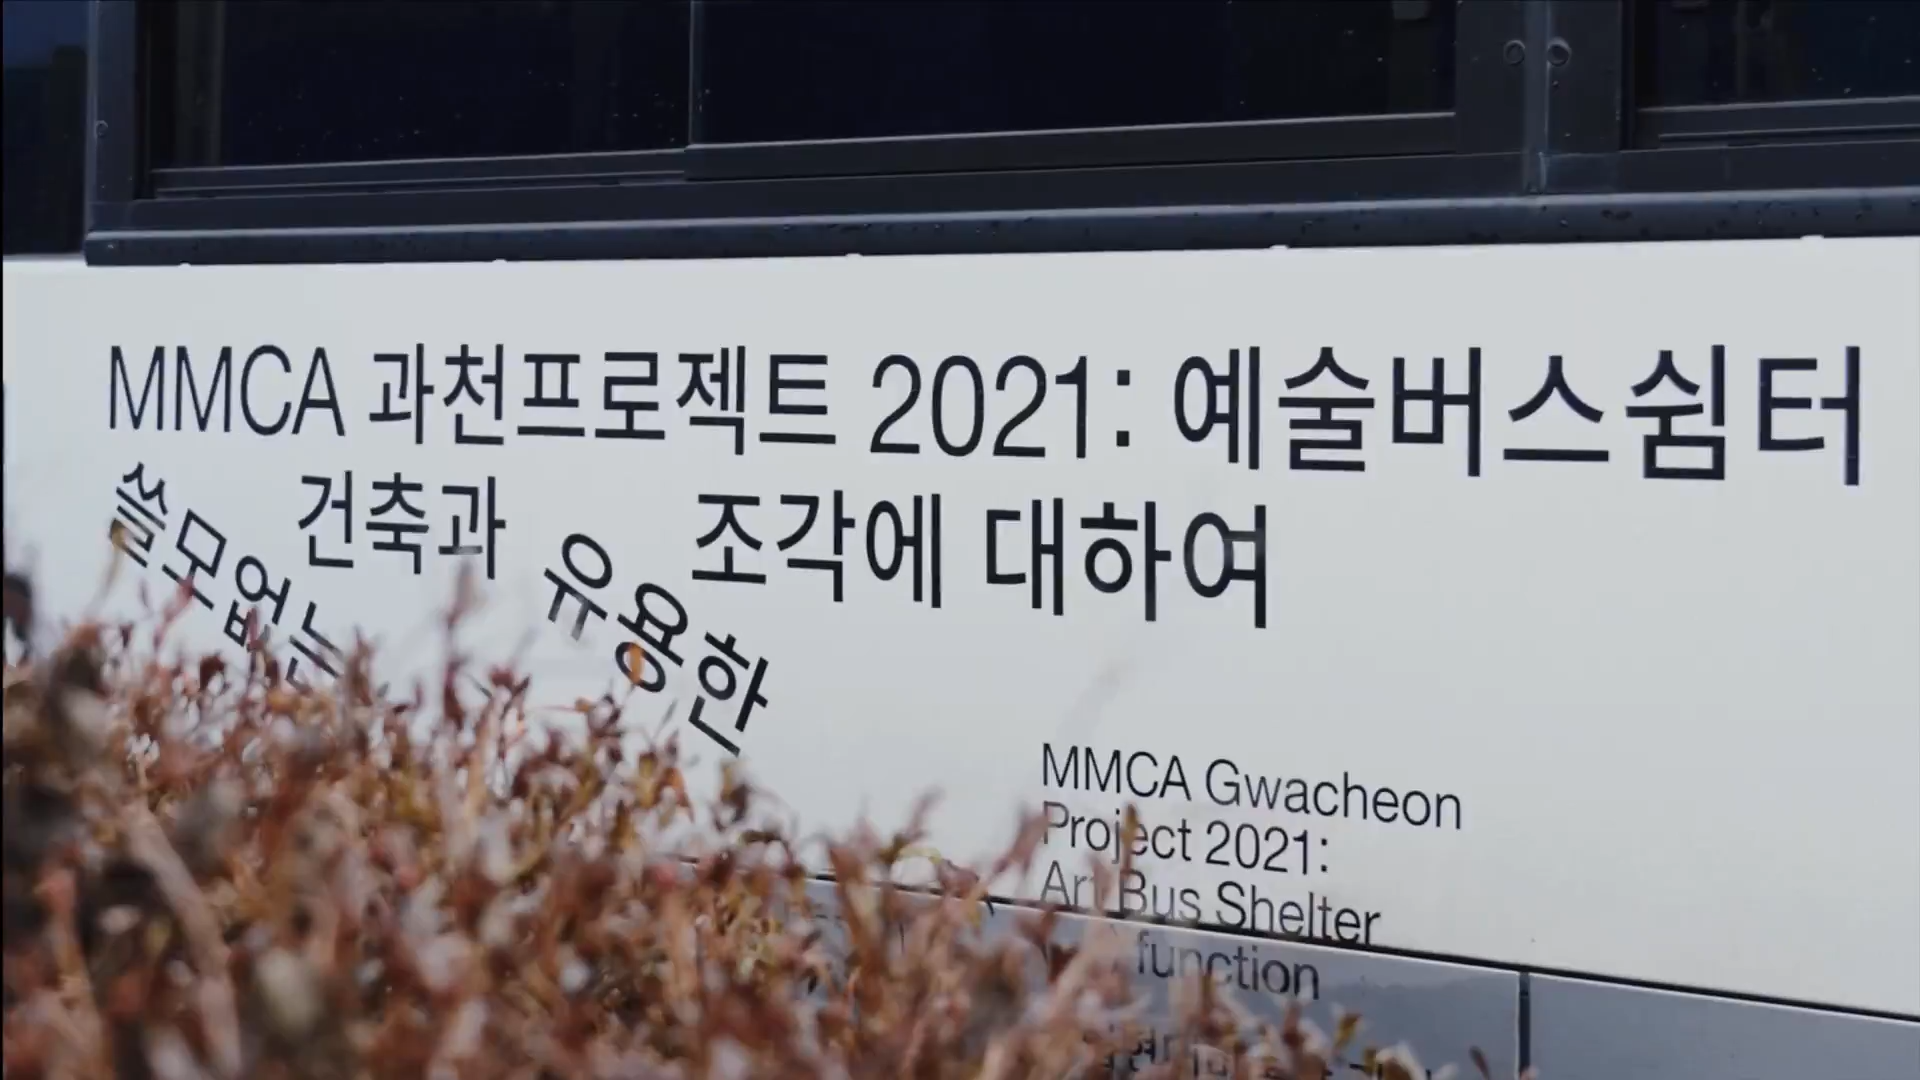 MMCA 과천프로젝트 2021: 예술버스쉼터
쓸모없는 건축과 유용한 조각에 대하여
MMCA Gwacheon
Project 2021:
Art Bus Shelter
function